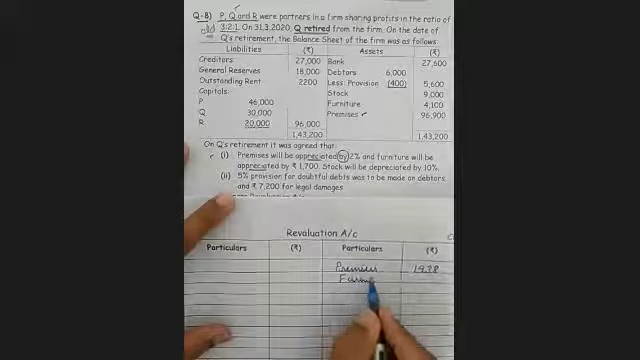 Q-8) P, Q and R were partners in a firm sharing profits in the ratio of
old 3:2:1. On 31.3.2020, Q retired from the firm. On the date of
Q's retirement, the Balance Sheet of the firm was as follows:
Liabilities (₹) Assets (₹)
Creditors 27,000 Bank 27,600
General Reserves 18,000 Debtors 6,000
Outstanding Rent 2200 Less: Provision (400) 5,600
Capitals: Stock 9,000
P 46,000 Furniture 4,100
Q 30,000 Premises 96,900
R 20,000 96,000
1,43,200 1,43,200
On Q's retirement it was agreed that:
(i) Premises will be appreciated by 2% and furniture will be
appreciated by ₹ 1,700. Stock will be depreciated by 10%.
(ii) 5% provision for doubtful debts was to be made on debtors
and ₹ 7,200 for legal damages
Revaluation A/c
Particulars (₹) Particulars (₹)
Premises 1938
Furn